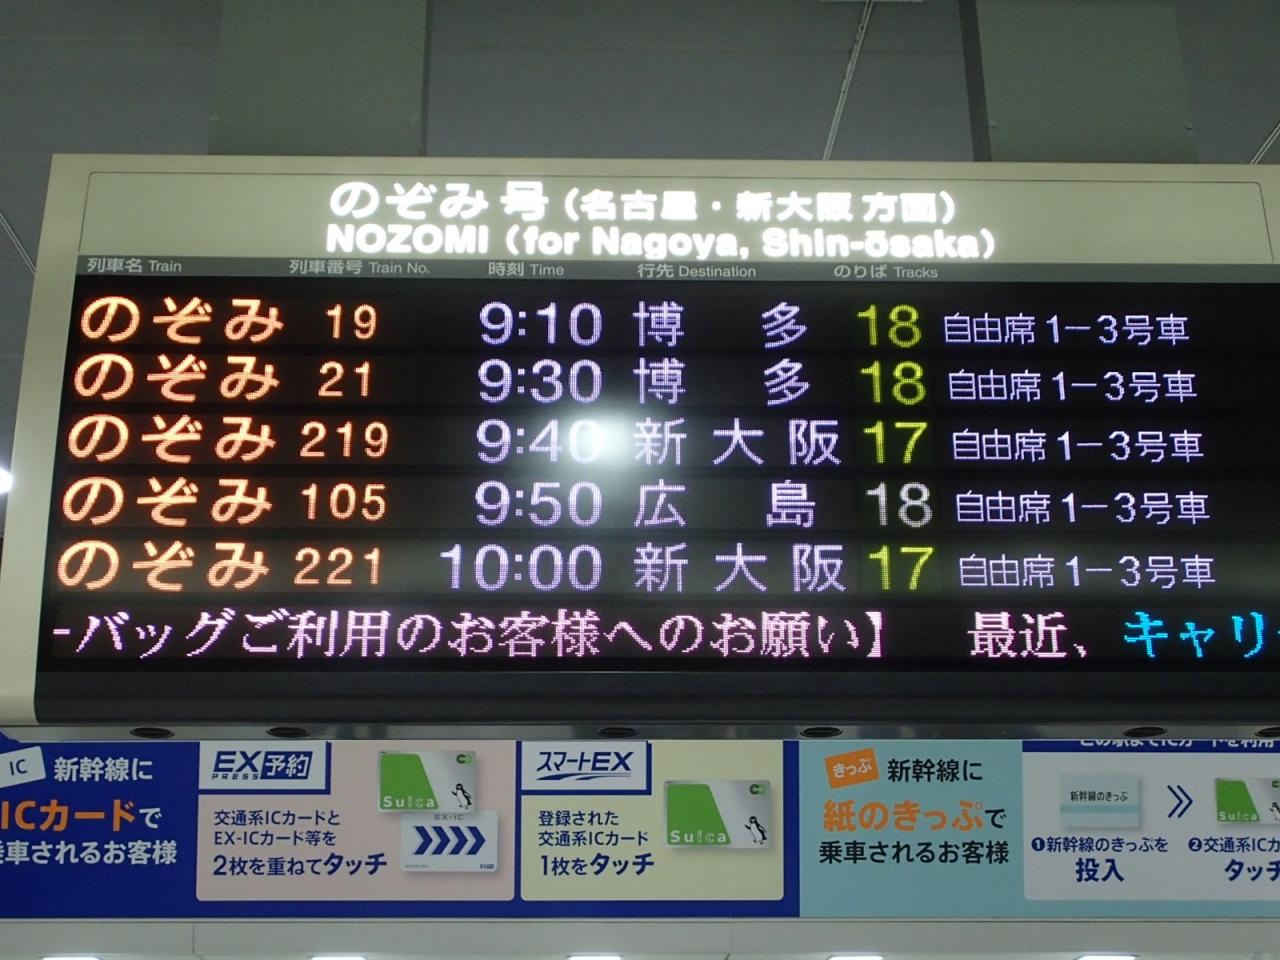 のぞみ号（名古屋・新大阪 方面）
NOZOMI (for Nagoya, Shin-ōsaka)
列車名 Train 列車番号 Train No. 時刻 Time 行先 Destination のりば Tracks
のぞみ 19 9:10 博多 18 自由席1-3号車
のぞみ 21 9:30 博多 18 自由席1-3号車
のぞみ 219 9:40 新大阪 17 自由席1-3号車
のぞみ 105 9:50 広島 18 自由席1-3号車
のぞみ 221 10:00 新大阪 17 自由席1-3号車
-バッグご利用のお客様へのお願い】 最近、キャリ
IC 新幹線に
ICカードで
乗車されるお客様
EXPRESS予約
交通系ICカードと
EX-ICカード等を
2枚を重ねてタッチ
Suica
EX-IC
スマートEX
登録された
交通系ICカード
1枚をタッチ
Suica
きっぷ 新幹線に
紙のきっぷで
乗車されるお客様
新幹線のきっぷ
❶新幹線のきっぷを
投入
Suica
❷交通系IC
タッチ